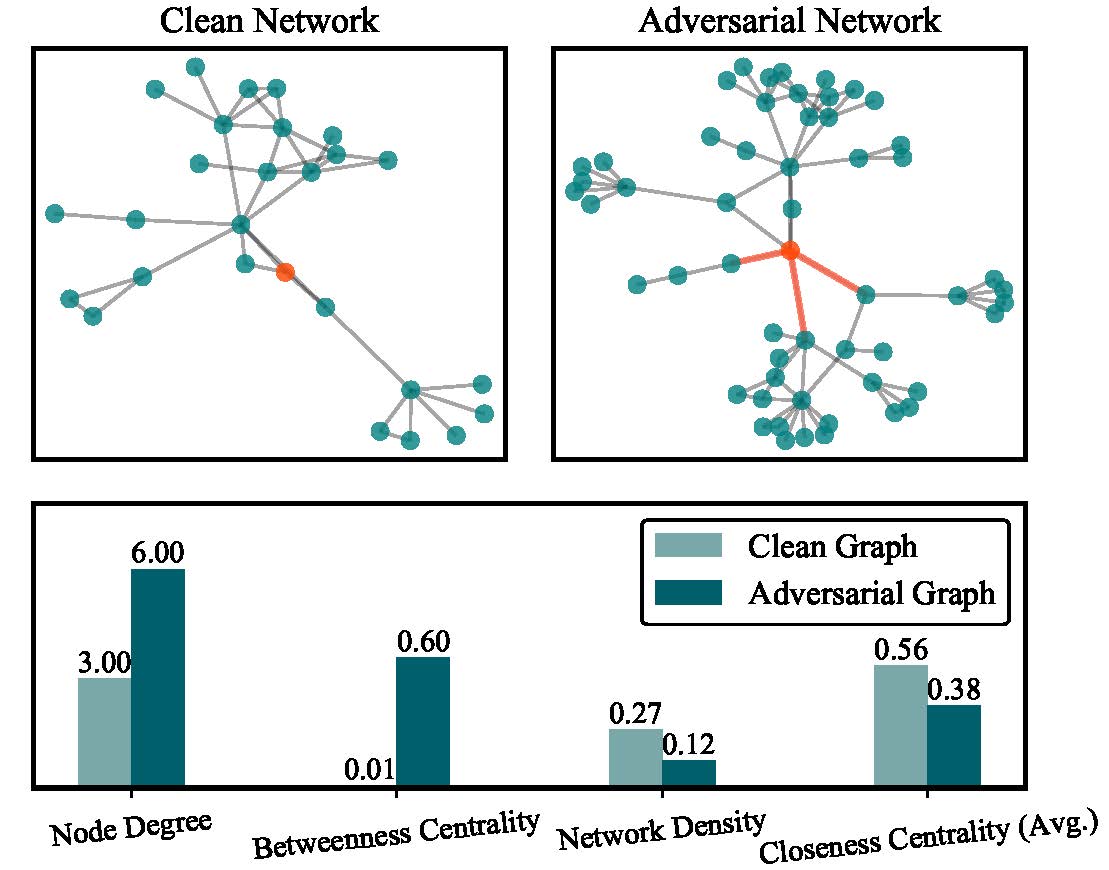 Clean Network
Adversarial Network
Clean Graph
Adversarial Graph
6.00
3.00
0.60
0.01
0.27
0.12
0.56
0.38
Node Degree
Betweenness Centrality
Network Density
Closeness Centrality (Avg.)